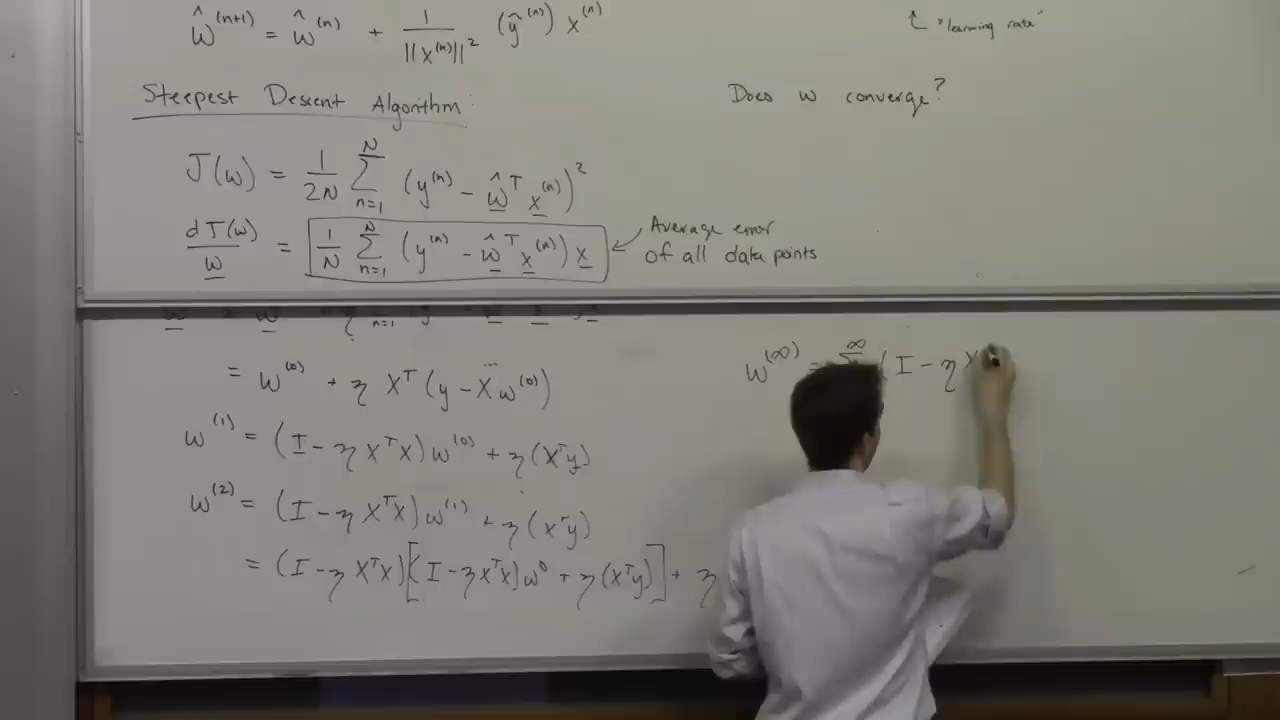 ŵ^(n+1) = ŵ^(n) + 1/||x^(n)||² (ỹ^(n)) x^(n)
"learning rate"
Steepest Descent Algorithm
Does w converge?
J(w) = 1/2N Σ_{n=1}^{N} (y^(n) - ŵ^T x^(n))²
dJ(w)/w = 1/N Σ_{n=1}^{N} (y^(n) - ŵ^T x^(n)) x
Average error
of all data points
= w^(0) + η X^T (y - X w^(0))
w^(1) = (I - η X^T X) w^(0) + η (X^T y)
w^(2) = (I - η X^T X) w^(1) + η (X^T y)
= (I - η X^T X) [(I - η X^T X) w^0 + η (X^T y)] + η
w^(∞) = Σ^∞ (I - η X